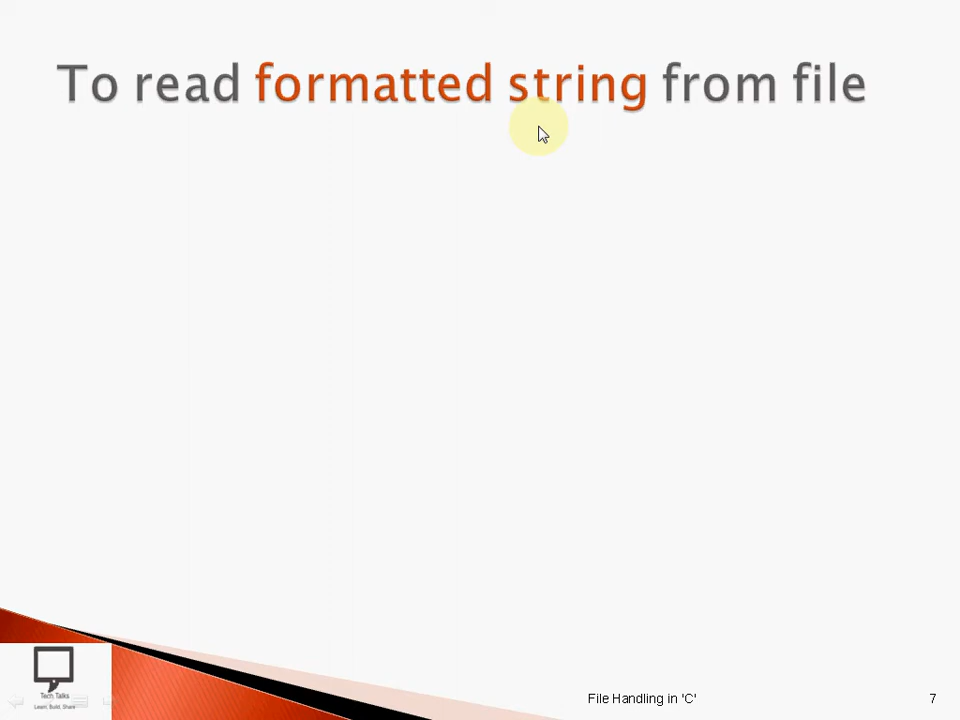 To read formatted string from file
Tech Talks
Learn. Build. Share
File Handling in 'C'
7